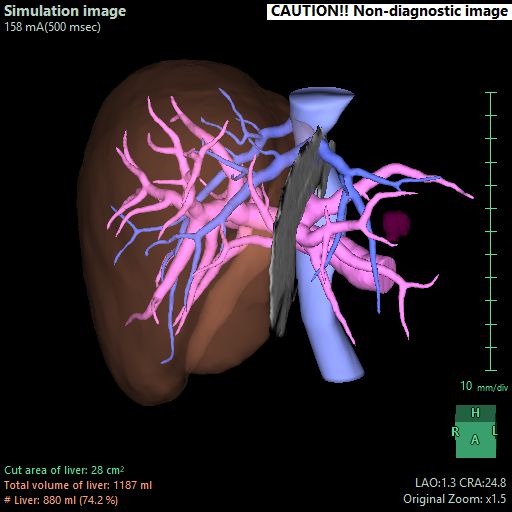 Simulation image
CAUTION!! Non-diagnostic image
158 mA(500 msec)
10 mm/div
H
R A L
Cut area of liver: 28 cm²
Total volume of liver: 1187 ml
# Liver: 880 ml (74.2 %)
LAO:1.3 CRA:24.8
Original Zoom: x1.5